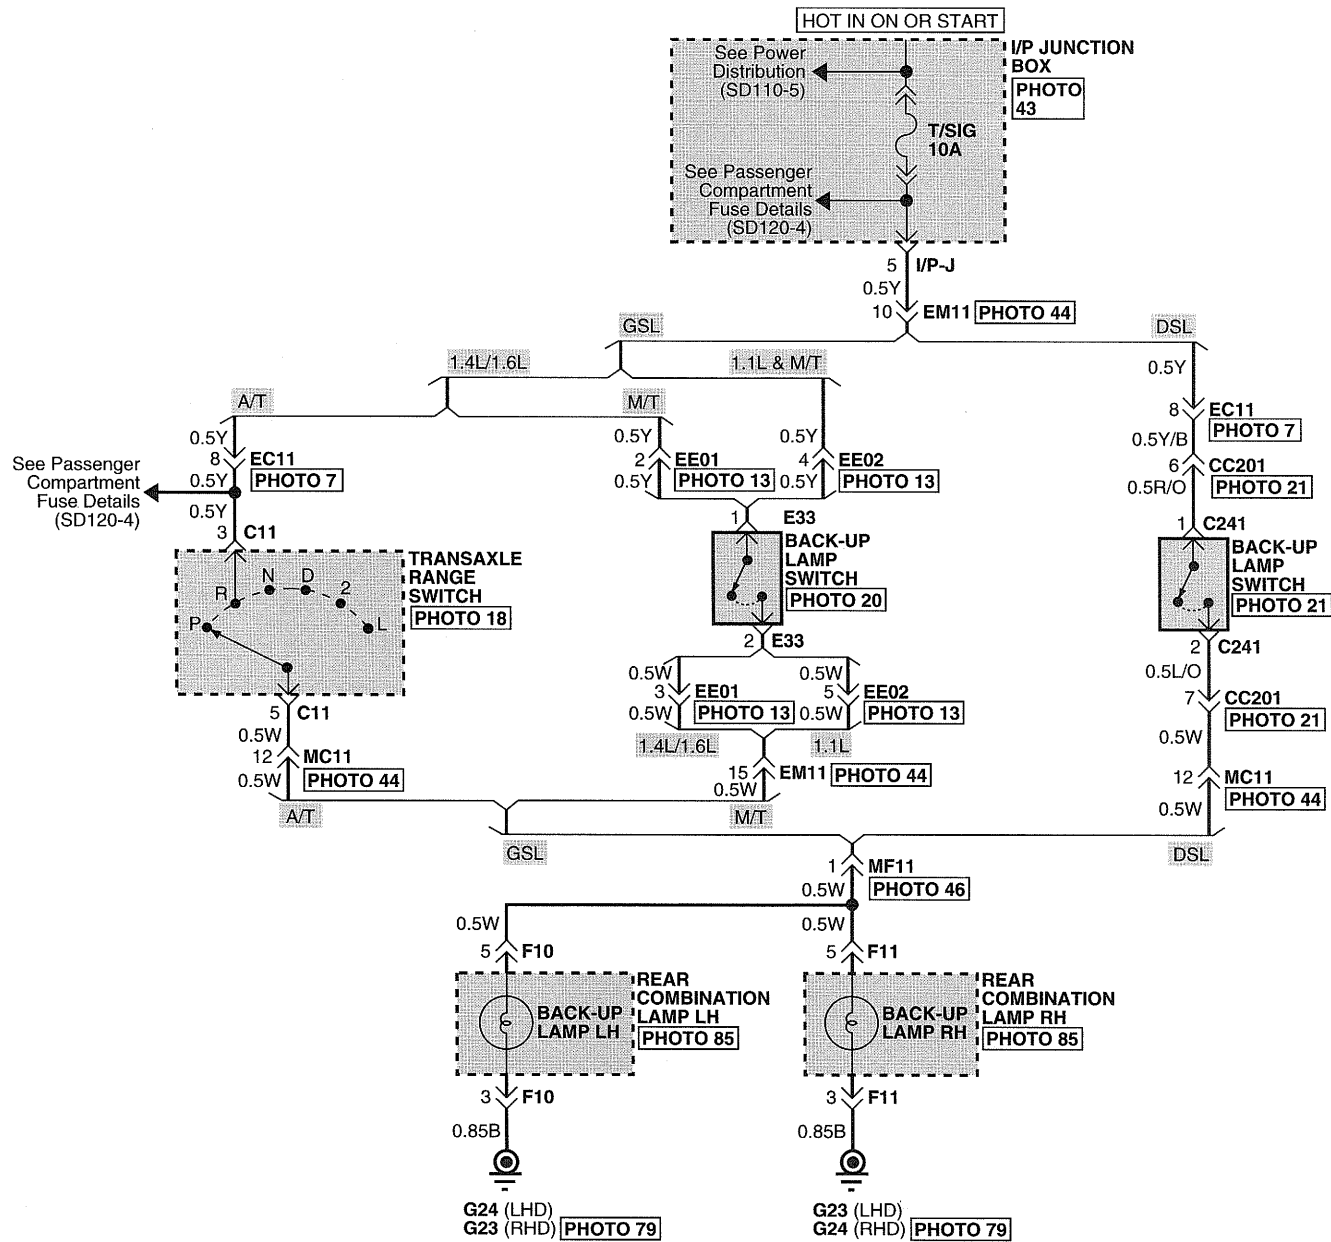 HOT IN ON OR START
See Power
Distribution
(SD110-5)
I/P JUNCTION
BOX
PHOTO
43
T/SIG
10A
See Passenger
Compartment
Fuse Details
(SD120-4)
5 I/P-J
0.5Y
10 EM11 PHOTO 44
GSL
DSL
1.4L/1.6L
1.1L & M/T
0.5Y
A/T
M/T
8 EC11
PHOTO 7
0.5Y
0.5Y
0.5Y
0.5Y/B
8 EC11
PHOTO 7
0.5Y
2 EE01
PHOTO 13
0.5Y
4 EE02
PHOTO 13
0.5Y
6 CC201
PHOTO 21
0.5R/O
See Passenger
Compartment
Fuse Details
(SD120-4)
0.5Y
3 C11
1 E33
1 C241
TRANSAXLE
RANGE
SWITCH
PHOTO 18
P
R
N
D
2
L
BACK-UP
LAMP
SWITCH
PHOTO 20
BACK-UP
LAMP
SWITCH
PHOTO 21
2 E33
2 C241
0.5W
0.5W
0.5L/O
3 EE01
PHOTO 13
0.5W
5 EE02
PHOTO 13
0.5W
7 CC201
PHOTO 21
5 C11
0.5W
1.4L/1.6L
1.1L
0.5W
12 MC11
PHOTO 44
0.5W
15 EM11 PHOTO 44
0.5W
12 MC11
PHOTO 44
0.5W
A/T
M/T
GSL
DSL
1 MF11
PHOTO 46
0.5W
0.5W
0.5W
5 F10
5 F11
REAR
COMBINATION
LAMP LH
PHOTO 85
BACK-UP
LAMP LH
REAR
COMBINATION
LAMP RH
PHOTO 85
BACK-UP
LAMP RH
3 F10
3 F11
0.85B
0.85B
G24 (LHD)
G23 (RHD) PHOTO 79
G23 (LHD)
G24 (RHD) PHOTO 79